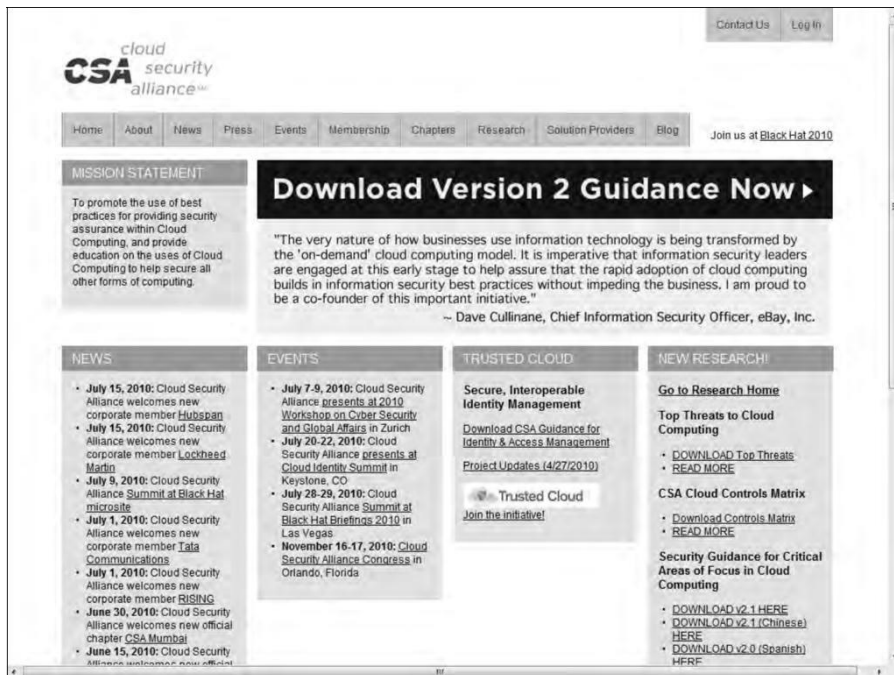 Contact Us Log In
cloud
CSA security
alliance
Home About News Press Events Membership Chapters Research Solution Providers Blog
Join us at Black Hat 2010
MISSION STATEMENT
To promote the use of best
practices for providing security
assurance within Cloud
Computing, and provide
education on the uses of Cloud
Computing to help secure all
other forms of computing.
Download Version 2 Guidance Now
"The very nature of how businesses use information technology is being transformed by
the 'on-demand' cloud computing model. It is imperative that information security leaders
are engaged at this early stage to help assure that the rapid adoption of cloud computing
builds in information security best practices without impeding the business. I am proud to
be a co-founder of this important initiative."
~ Dave Cullinane, Chief Information Security Officer, eBay, Inc.
NEWS
• July 15, 2010: Cloud Security
Alliance welcomes new
corporate member Hubspan
• July 15, 2010: Cloud Security
Alliance welcomes new
corporate member Lockheed
Martin
• July 9, 2010: Cloud Security
Alliance Summit at Black Hat
microsite
• July 1, 2010: Cloud Security
Alliance welcomes new
corporate member Tata
Communications
• July 1, 2010: Cloud Security
Alliance welcomes new
corporate member RISING
• June 30, 2010: Cloud Security
Alliance welcomes new official
chapter CSA Mumbai
• June 15, 2010: Cloud Security
Alliance welcomes new official
EVENTS
• July 7-9, 2010: Cloud Security
Alliance presents at 2010
Workshop on Cyber Security
and Global Affairs in Zurich
• July 20-22, 2010: Cloud
Security Alliance presents at
Cloud Identity Summit in
Keystone, CO
• July 28-29, 2010: Cloud
Security Alliance Summit at
Black Hat Briefings 2010 in
Las Vegas
• November 16-17, 2010: Cloud
Security Alliance Congress in
Orlando, Florida
TRUSTED CLOUD
Secure, Interoperable
Identity Management
Download CSA Guidance for
Identity & Access Management
Project Updates (4/27/2010)
Trusted Cloud
Join the initiative!
NEW RESEARCH!
Go to Research Home
Top Threats to Cloud
Computing
• DOWNLOAD Top Threats
• READ MORE
CSA Cloud Controls Matrix
• Download Controls Matrix
• READ MORE
Security Guidance for Critical
Areas of Focus in Cloud
Computing
• DOWNLOAD v2.1 HERE
• DOWNLOAD v2.1 (Chinese)
HERE
• DOWNLOAD v2.0 (Spanish)
HERE